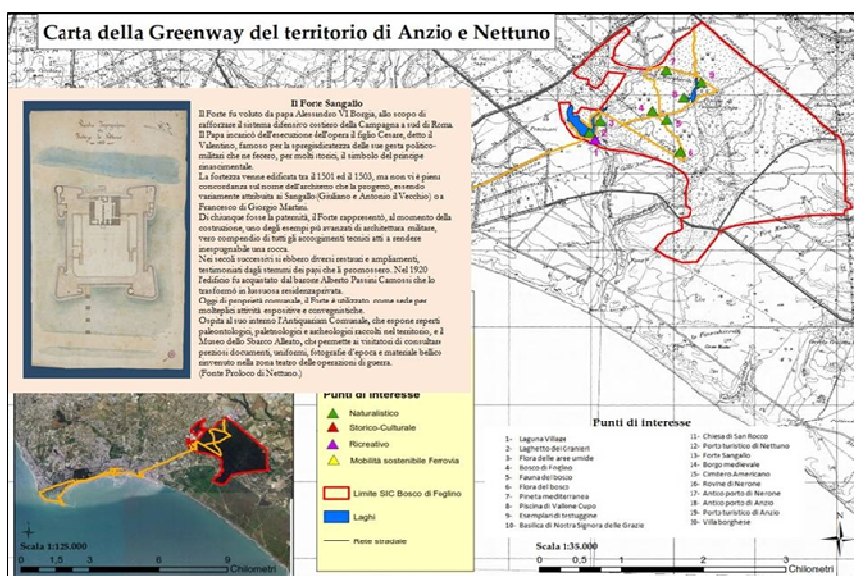 Carta della Greenway del territorio di Anzio e Nettuno
Il Forte Sangallo
Il Forte fu voluto da papa Alessandro VI Borgia, allo scopo di
rafforzare il sistema difensivo costiero della Campagna a sud di Roma.
Il Papa incaricò dell'esecuzione dell'opera il figlio Cesare, detto il
Valentino, famoso per la spregiudicatezza delle sue gesta politico-
militari che ne fecero, per molti storici, il simbolo del principe
rinascimentale.
La fortezza venne edificata tra il 1501 ed il 1503, ma non vi è piena
concordanza sul nome dell'architetto che la progettò, essendo
variamente attribuita ai Sangallo (Giuliano e Antonio il Vecchio) o a
Francesco di Giorgio Martini.
Di chiunque fosse la paternità, il Forte rappresentò, al momento della
costruzione, uno degli esempi più avanzati di architettura militare,
vero compendio di tutti gli accorgimenti tecnici atti a rendere
inespugnabile una rocca.
Nei secoli successivi si ebbero diversi restauri e ampliamenti,
testimoniati dagli stemmi dei papi che li promossero. Nel 1920
l'edificio fu acquistato dal barone Alberto Fassini Camossi che lo
trasformò in lussuosa residenza privata.
Oggi di proprietà comunale, il Forte è utilizzato come sede per
molteplici attività espositive e convegnistiche.
Ospita al suo interno l'Antiquarium Comunale, che espone reperti
paleontologici, paletnologici e archeologici raccolti nel territorio, e il
Museo dello Sbarco Alleato, che permette ai visitatori di consultare
preziosi documenti, uniformi, fotografie d'epoca e materiale bellico
rinvenuto nella zona teatro delle operazioni di guerra.
(Fonte Proloco di Nettuno.)
Punti di interesse
Naturalistico
Storico-Culturale
Ricreativo
Mobilità sostenibile Ferrovia
Limite SIC Bosco di Foglino
Laghi
Rete stradale
Punti di interesse
1- Laguna Village
2- Laghetto dei Granieri
3- Flora delle aree umide
4- Bosco di Foglino
5- Fauna del bosco
6- Flora del bosco
7- Pineta mediterranea
8- Piscina di Vallene Cupo
9- Esemplari di testuggine
10- Basilica di Nostra Signora delle Grazie
11- Chiesa di San Rocco
12- Porto turistico di Nettuno
13- Forte Sangallo
14- Borgo medievale
15- Cimitero Americano
16- Rovine di Nerone
17- Antico porto di Nerone
18- Antico porto di Anzio
19- Porto turistico di Anzio
20- Villa borghese
Scala 1:125.000
0 1,5 3 6 9
Chilometri
Scala 1:35.000
0 0,5 1 2 3
Chilometri